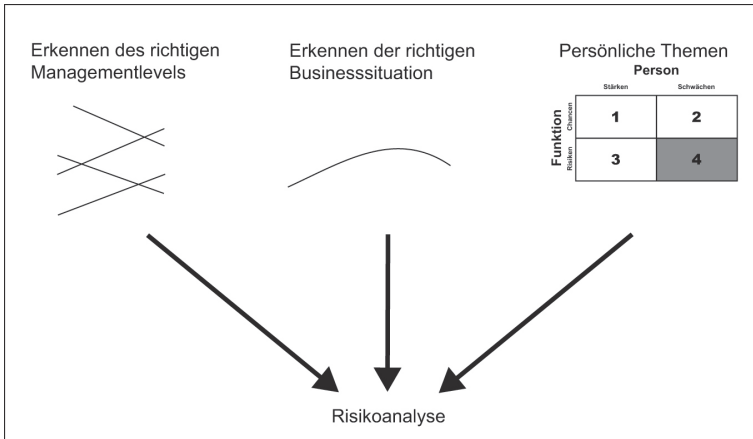 Erkennen des richtigen
Managementlevels
Erkennen der richtigen
Businesssituation
Persönliche Themen
Person
Stärken Schwächen
Funktion
Chancen
1 2
Risiken
3 4
Risikoanalyse